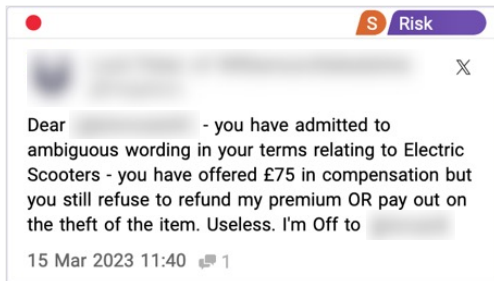 S Risk
X
Dear - you have admitted to
ambiguous wording in your terms relating to Electric
Scooters - you have offered £75 in compensation but
you still refuse to refund my premium OR pay out on
the theft of the item. Useless. I'm Off to
15 Mar 2023 11:40 1